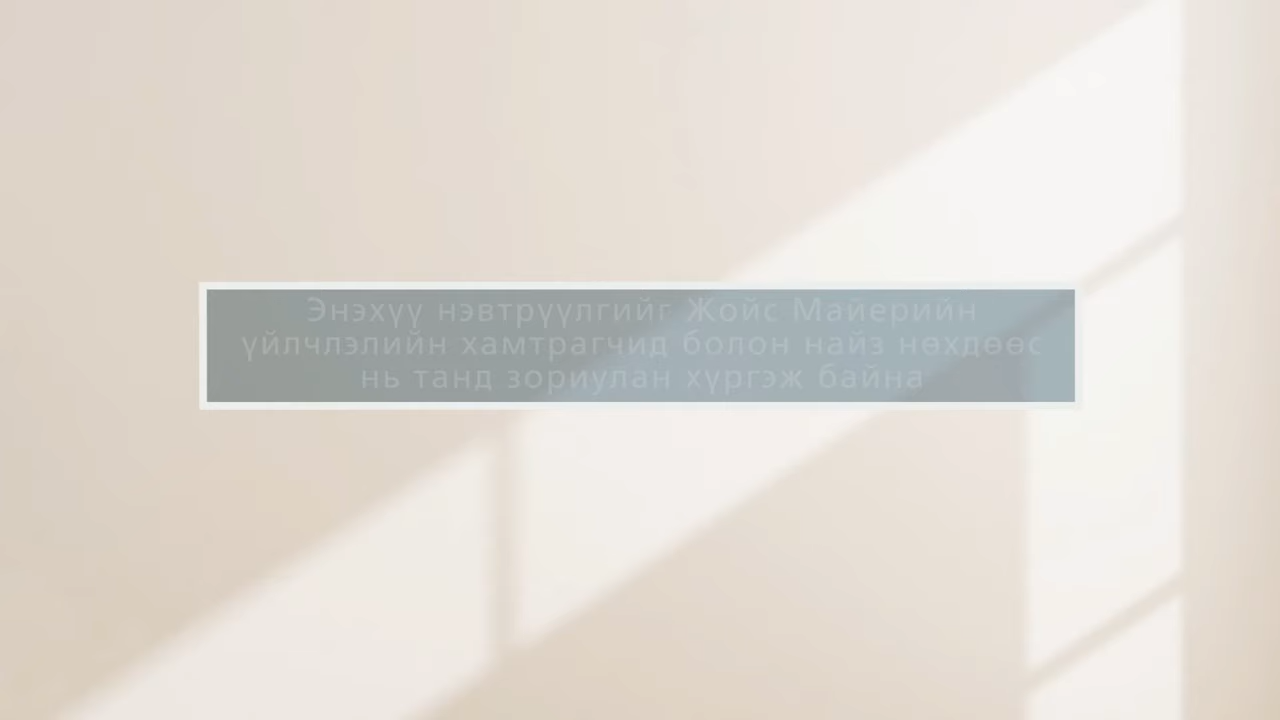 Энэхүү нэвтрүүлгийг Жойс Майерийн
үйлчлэлийн хамтрагчид болон найз нөхдөөс
нь танд зориулан хүргэж байна